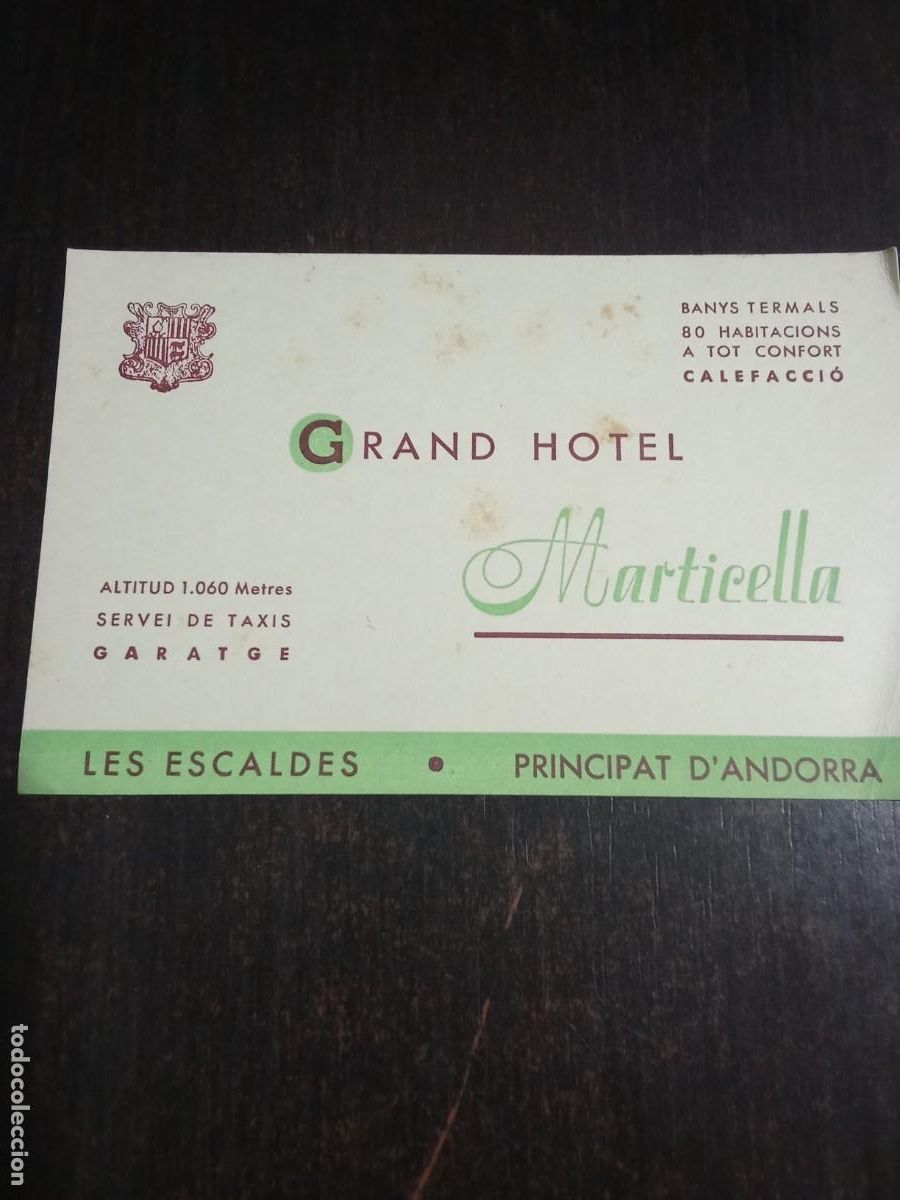 BANYS TERMALS
80 HABITACIONS
A TOT CONFORT
CALEFACCIÓ
GRAND HOTEL
Marticella
ALTITUD 1.060 Metres
SERVEI DE TAXIS
GARATGE
LES ESCALDES • PRINCIPAT D'ANDORRA
todocoleccion